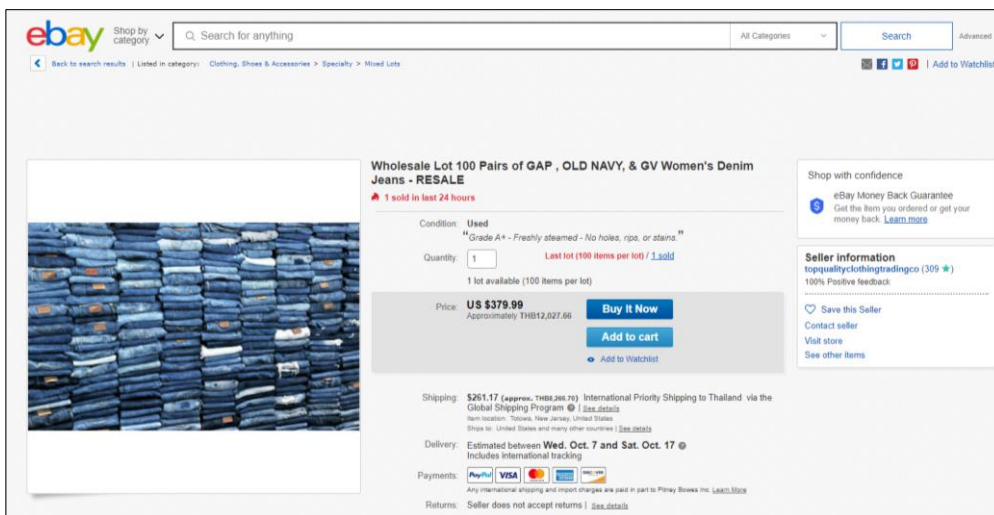 ebay
Shop by
category
Search for anything
All Categories
Search
Advanced
Back to search results | Listed in category: Clothing, Shoes & Accessories > Specialty > Mixed Lots
| Add to Watchlist
Wholesale Lot 100 Pairs of GAP , OLD NAVY, & GV Women's Denim
Jeans - RESALE
1 sold in last 24 hours
Condition: Used
"Grade A+ - Freshly steamed - No holes, rips, or stains."
Quantity: 1 Last lot (100 items per lot) / 1 sold
1 lot available (100 items per lot)
Price: US $379.99
Approximately THB12,027.66
Buy It Now
Add to cart
Add to Watchlist
Shipping: $261.17 (approx. THB8,266.70) International Priority Shipping to Thailand via the
Global Shipping Program | See details
Item location: Totowa, New Jersey, United States
Ships to: United States and many other countries | See details
Delivery: Estimated between Wed. Oct. 7 and Sat. Oct. 17
Includes international tracking
Payments: PayPal VISA
Any international shipping and import charges are paid in part to Pitney Bowes Inc. Learn More
Returns: Seller does not accept returns | See details
Shop with confidence
eBay Money Back Guarantee
Get the item you ordered or get your
money back. Learn more
Seller information
topqualityclothingtradingco (309 ★)
100% Positive feedback
Save this Seller
Contact seller
Visit store
See other items